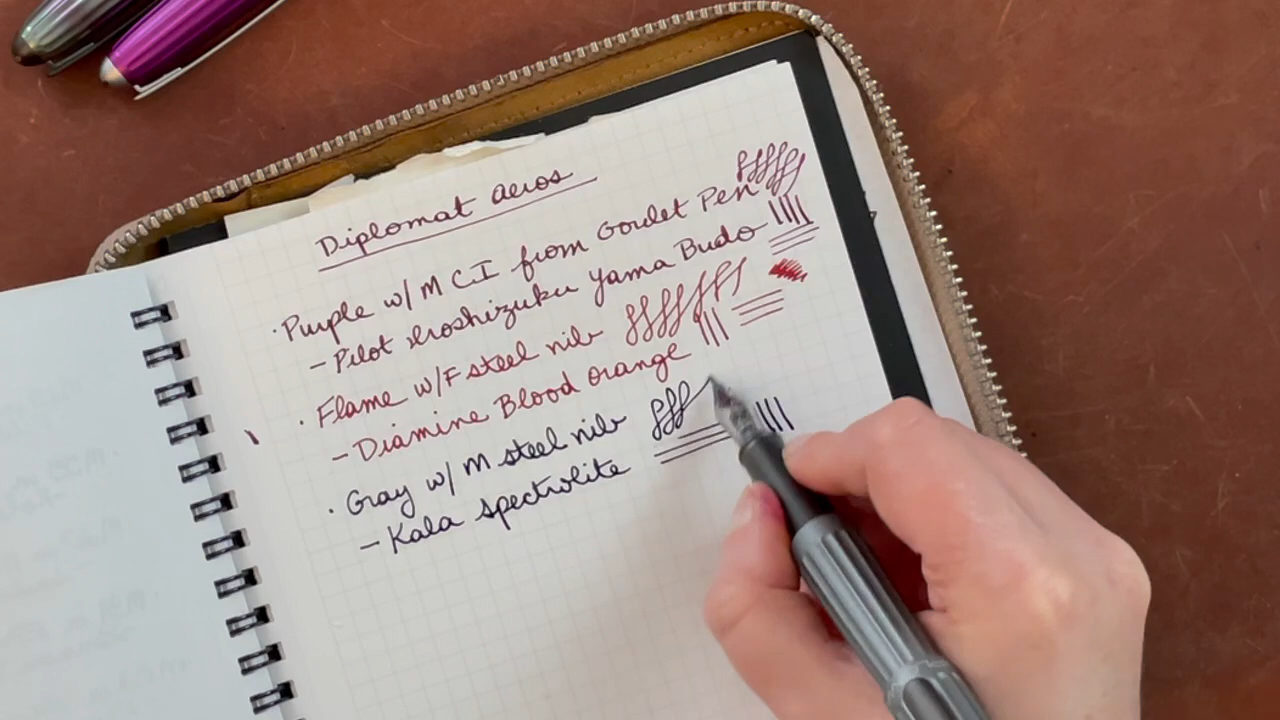 Diplomat Aeros
· Purple w/ M CI from Goulet Pen
- Pilot Iroshizuku Yama Budo
· Flame w/ F steel nib
- Diamine Blood Orange
· Gray w/ M steel nib
- Kala spectrolite